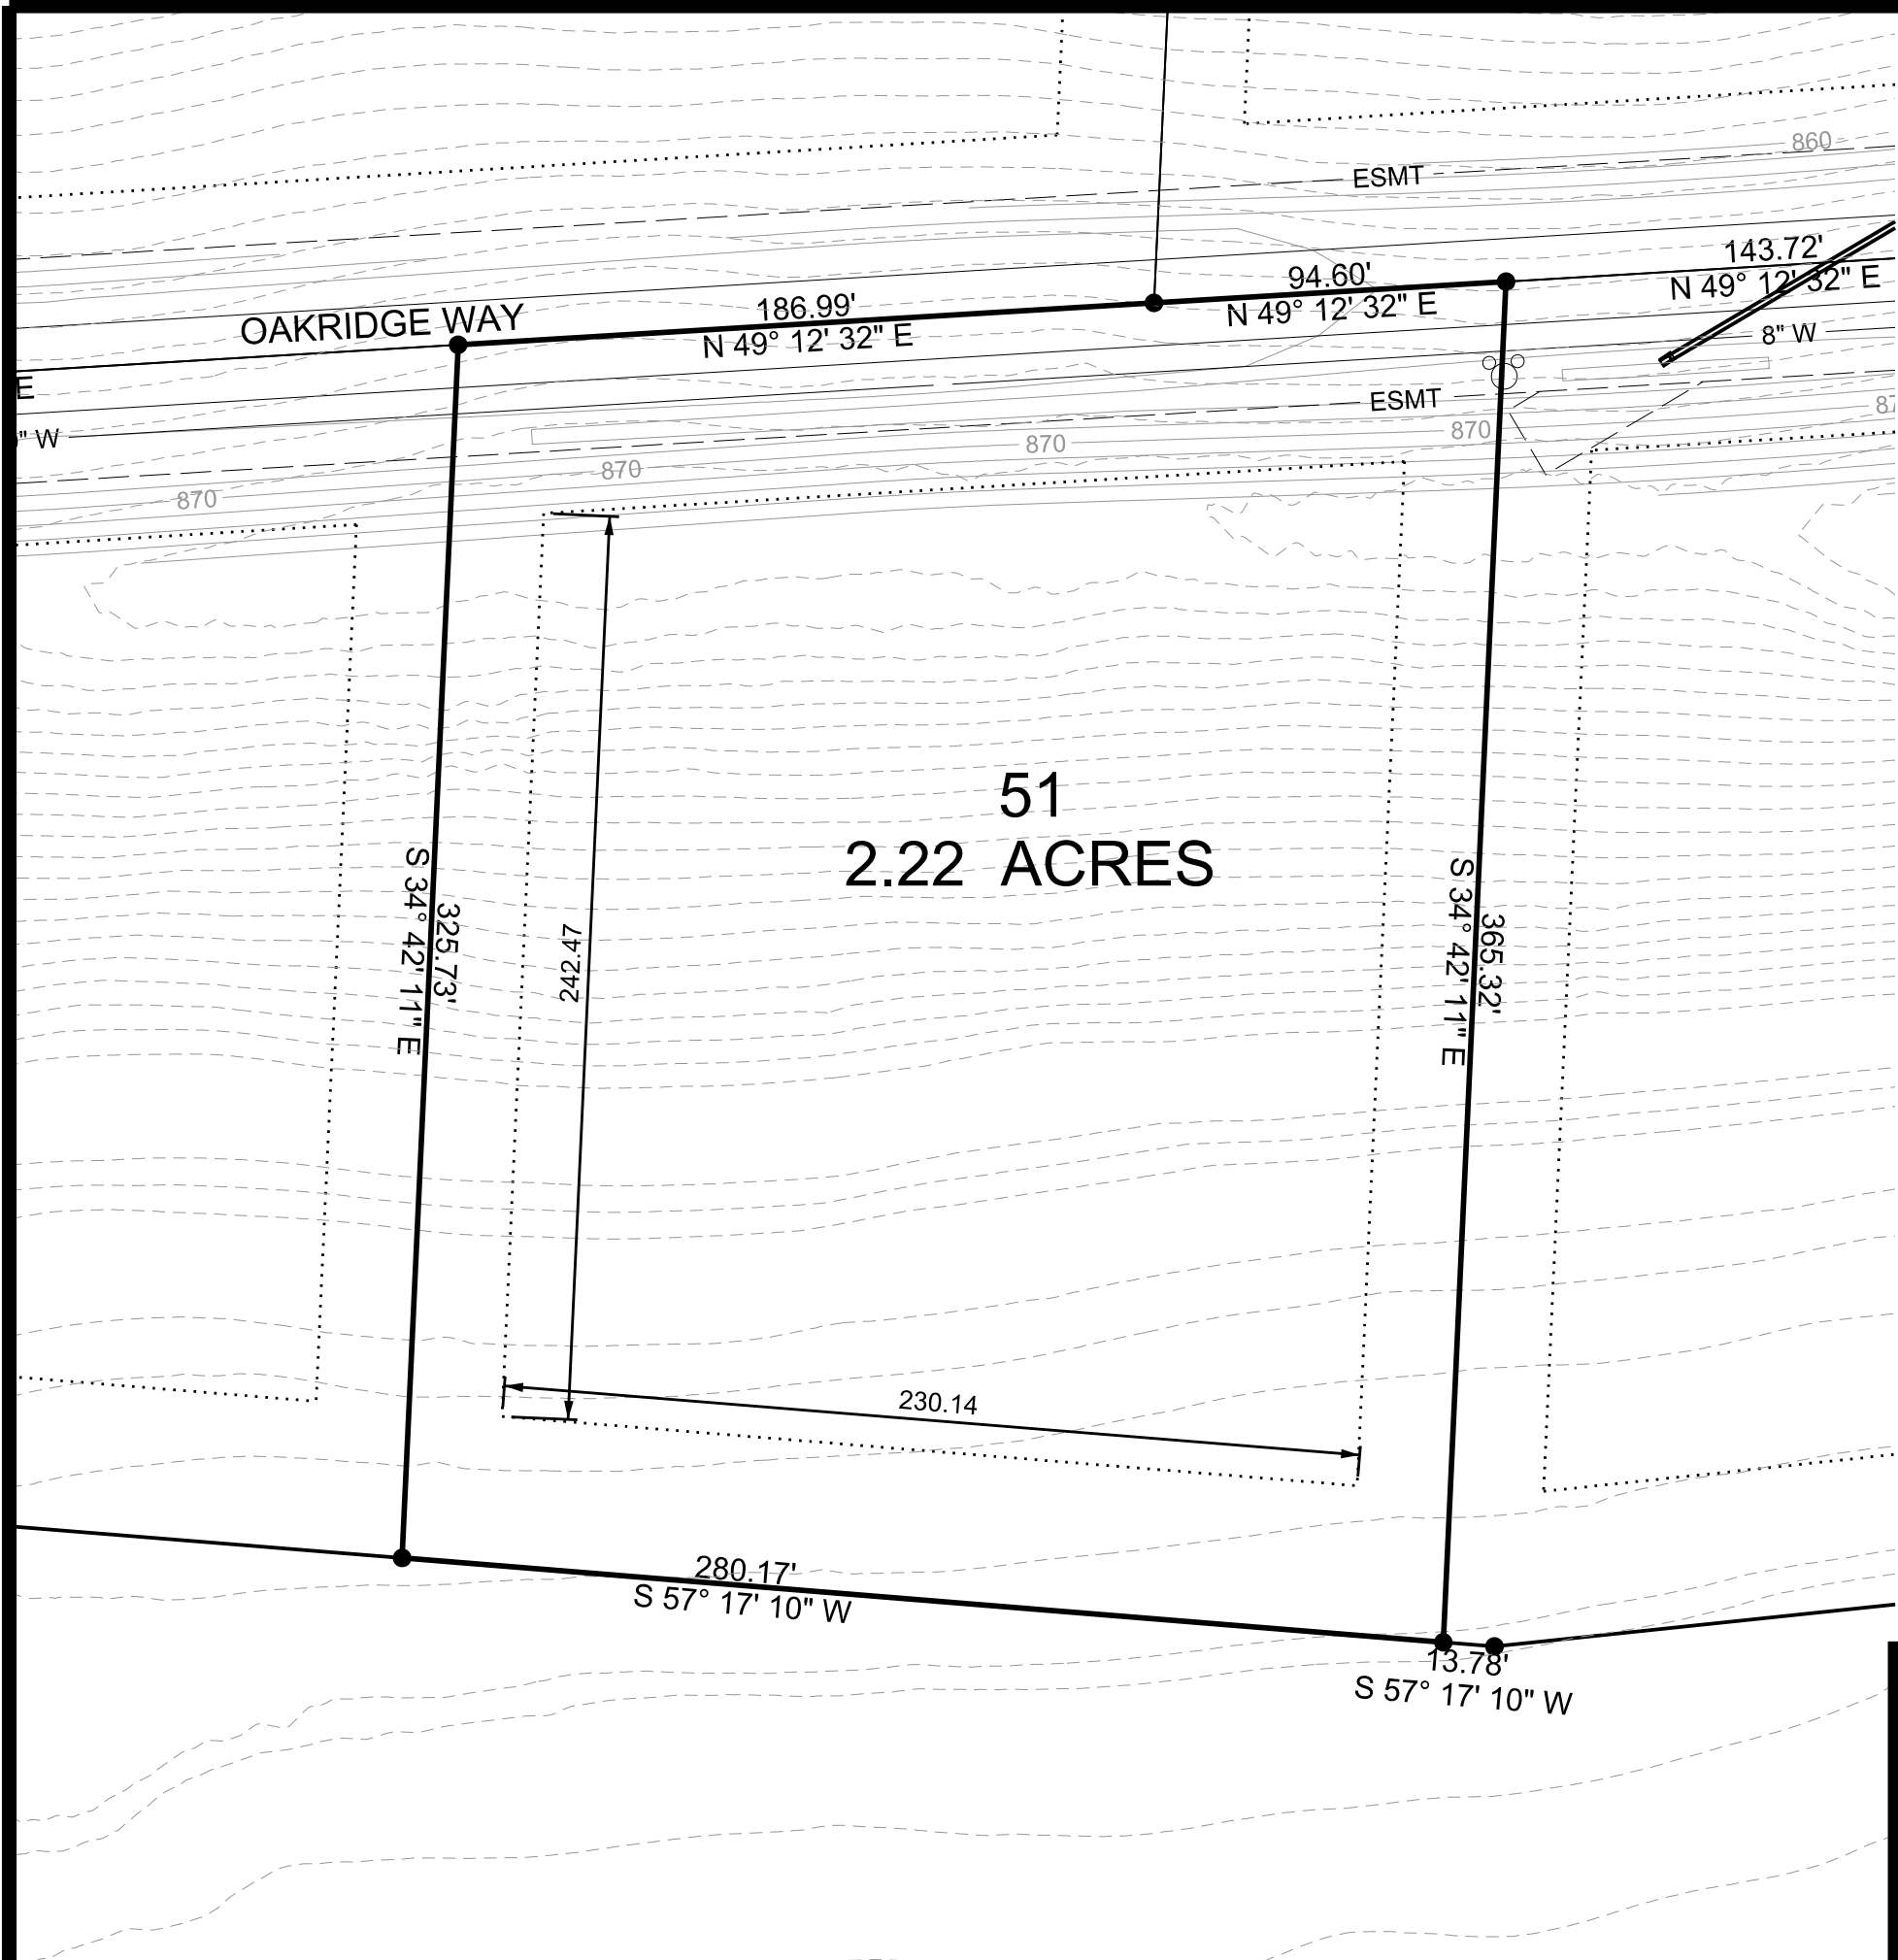 860
ESMT
143.72'
N 49° 12' 32" E
94.60'
N 49° 12' 32" E
186.99'
N 49° 12' 32" E
OAKRIDGE WAY
8" W
E
" W
ESMT
870
870
870
870
51
2.22 ACRES
S 34° 42' 11" E
325.73'
242.47
S 34° 42' 11" E
365.32'
230.14
280.17'
S 57° 17' 10" W
13.78'
S 57° 17' 10" W